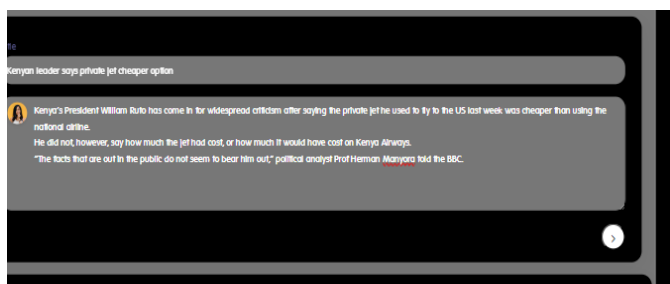 tle
Kenyan leader says private jet cheaper option
Kenya's President William Ruto has come in for widespread criticism after saying the private jet he used to fly to the US last week was cheaper than using the
national airline.
He did not, however, say how much the jet had cost, or how much it would have cost on Kenya Airways.
"The facts that are out in the public do not seem to bear him out," political analyst Prof Herman Manyora told the BBC.